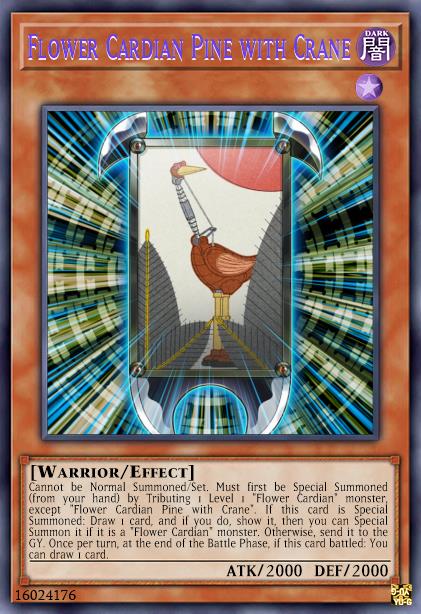 FLOWER CARDIAN PINE WITH CRANE
DARK
闇
[WARRIOR/EFFECT]
Cannot be Normal Summoned/Set. Must first be Special Summoned
(from your hand) by Tributing 1 Level 1 "Flower Cardian" monster,
except "Flower Cardian Pine with Crane". If this card is Special
Summoned: Draw 1 card, and if you do, show it, then you can Special
Summon it if it is a "Flower Cardian" monster. Otherwise, send it to the
GY. Once per turn, at the end of the Battle Phase, if this card battled: You
can draw 1 card.
ATK/2000 DEF/2000
16024176